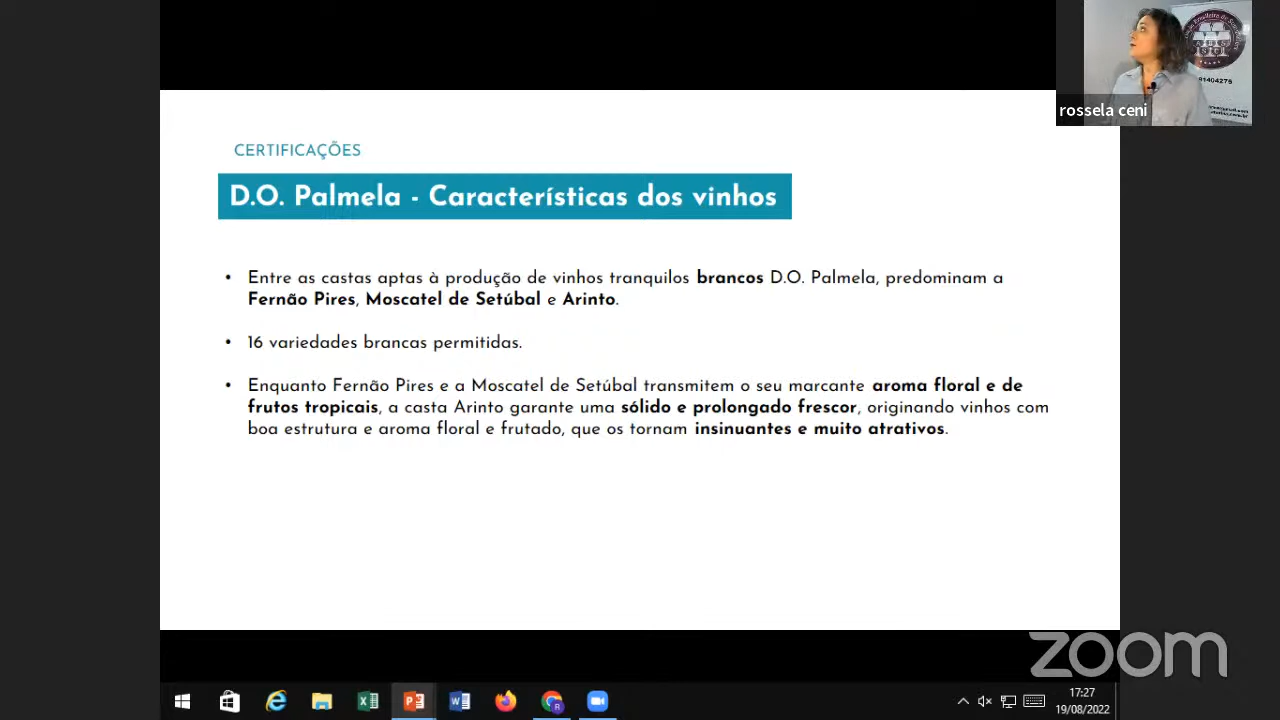 rossela ceni
CERTIFICAÇÕES
D.O. Palmela - Características dos vinhos
• Entre as castas aptas à produção de vinhos tranquilos brancos D.O. Palmela, predominam a
Fernão Pires, Moscatel de Setúbal e Arinto.
• 16 variedades brancas permitidas.
• Enquanto Fernão Pires e a Moscatel de Setúbal transmitem o seu marcante aroma floral e de
frutos tropicais, a casta Arinto garante uma sólido e prolongado frescor, originando vinhos com
boa estrutura e aroma floral e frutado, que os tornam insinuantes e muito atrativos.
zoom
17:27
19/08/2022